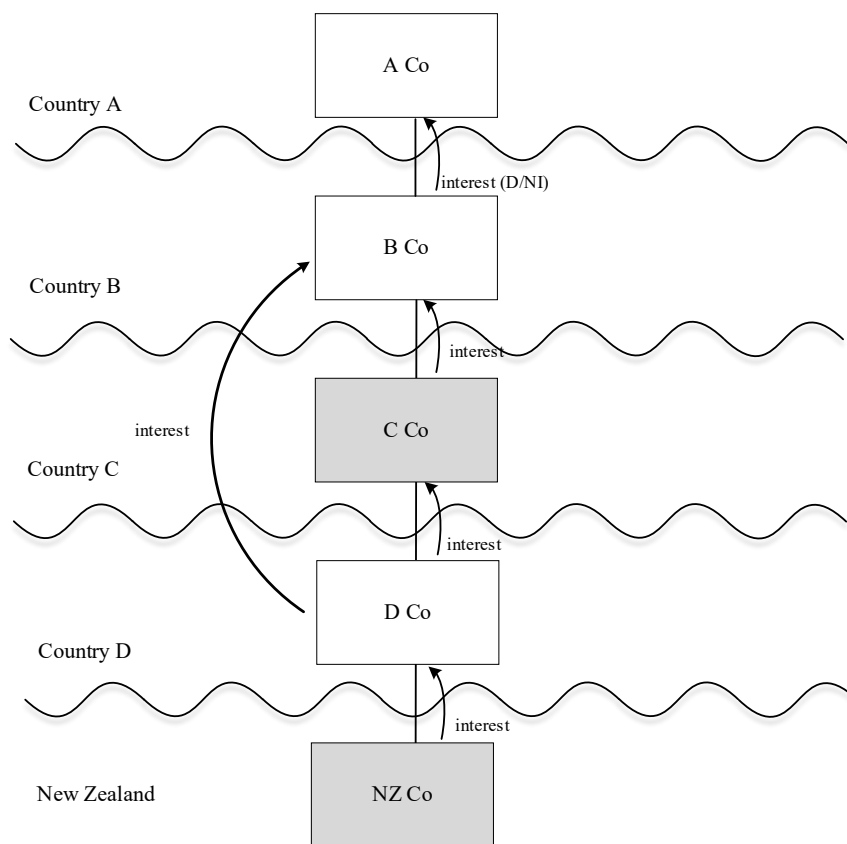 A Co
Country A
interest (D/NI)
B Co
Country B
interest
C Co
interest
Country C
interest
D Co
Country D
interest
New Zealand
NZ Co